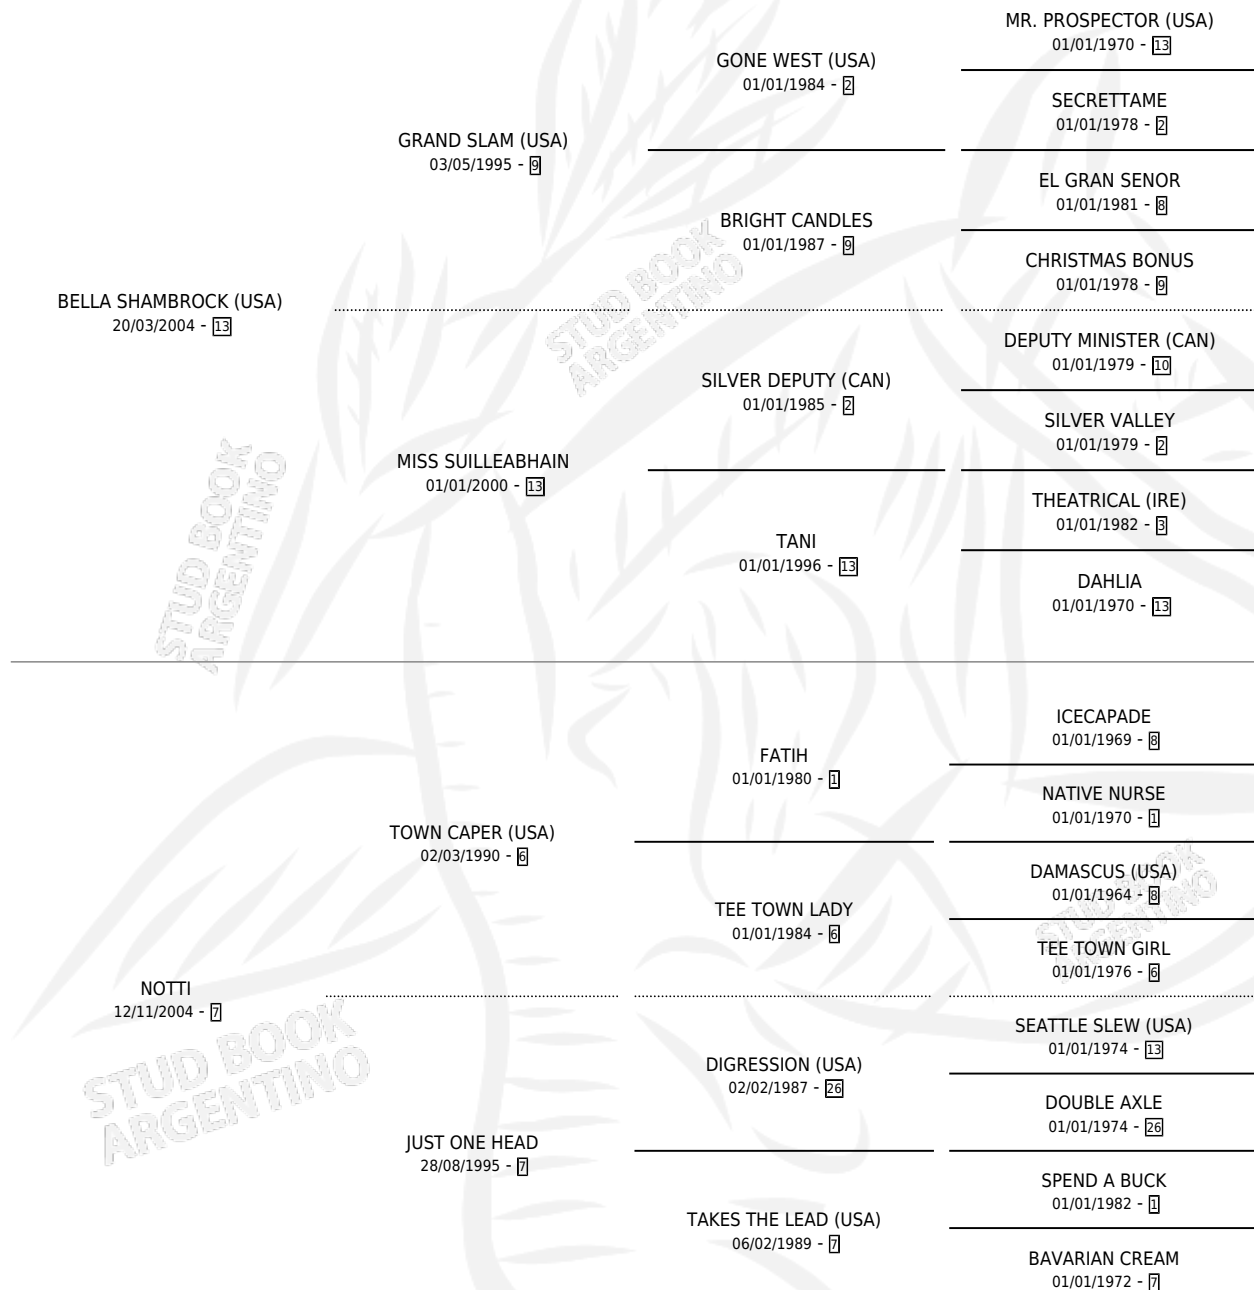 MR. PROSPECTOR (USA)
01/01/1970 - 13
GONE WEST (USA)
01/01/1984 - 2
SECRETTAME
01/01/1978 - 2
GRAND SLAM (USA)
03/05/1995 - 9
EL GRAN SENOR
01/01/1981 - 8
BRIGHT CANDLES
01/01/1987 - 9
CHRISTMAS BONUS
01/01/1978 - 9
BELLA SHAMBROCK (USA)
20/03/2004 - 13
STUD BOOK
ARGENTINO
DEPUTY MINISTER (CAN)
01/01/1979 - 10
SILVER DEPUTY (CAN)
01/01/1985 - 2
SILVER VALLEY
01/01/1979 - 2
MISS SUILLEABHAIN
01/01/2000 - 13
THEATRICAL (IRE)
01/01/1982 - 3
TANI
01/01/1996 - 13
DAHLIA
01/01/1970 - 13
STUD BOOK
ARGENTINO
ICECAPADE
01/01/1969 - 8
FATIH
01/01/1980 - 1
NATIVE NURSE
01/01/1970 - 1
TOWN CAPER (USA)
02/03/1990 - 6
DAMASCUS (USA)
01/01/1964 - 8
TEE TOWN LADY
01/01/1984 - 6
STUD BOOK
ARGENTINO
TEE TOWN GIRL
01/01/1976 - 6
NOTTI
12/11/2004 - 7
SEATTLE SLEW (USA)
01/01/1974 - 13
DIGRESSION (USA)
02/02/1987 - 26
DOUBLE AXLE
01/01/1974 - 26
STUD BOOK
ARGENTINO
JUST ONE HEAD
28/08/1995 - 7
SPEND A BUCK
01/01/1982 - 1
TAKES THE LEAD (USA)
06/02/1989 - 7
BAVARIAN CREAM
01/01/1972 - 7